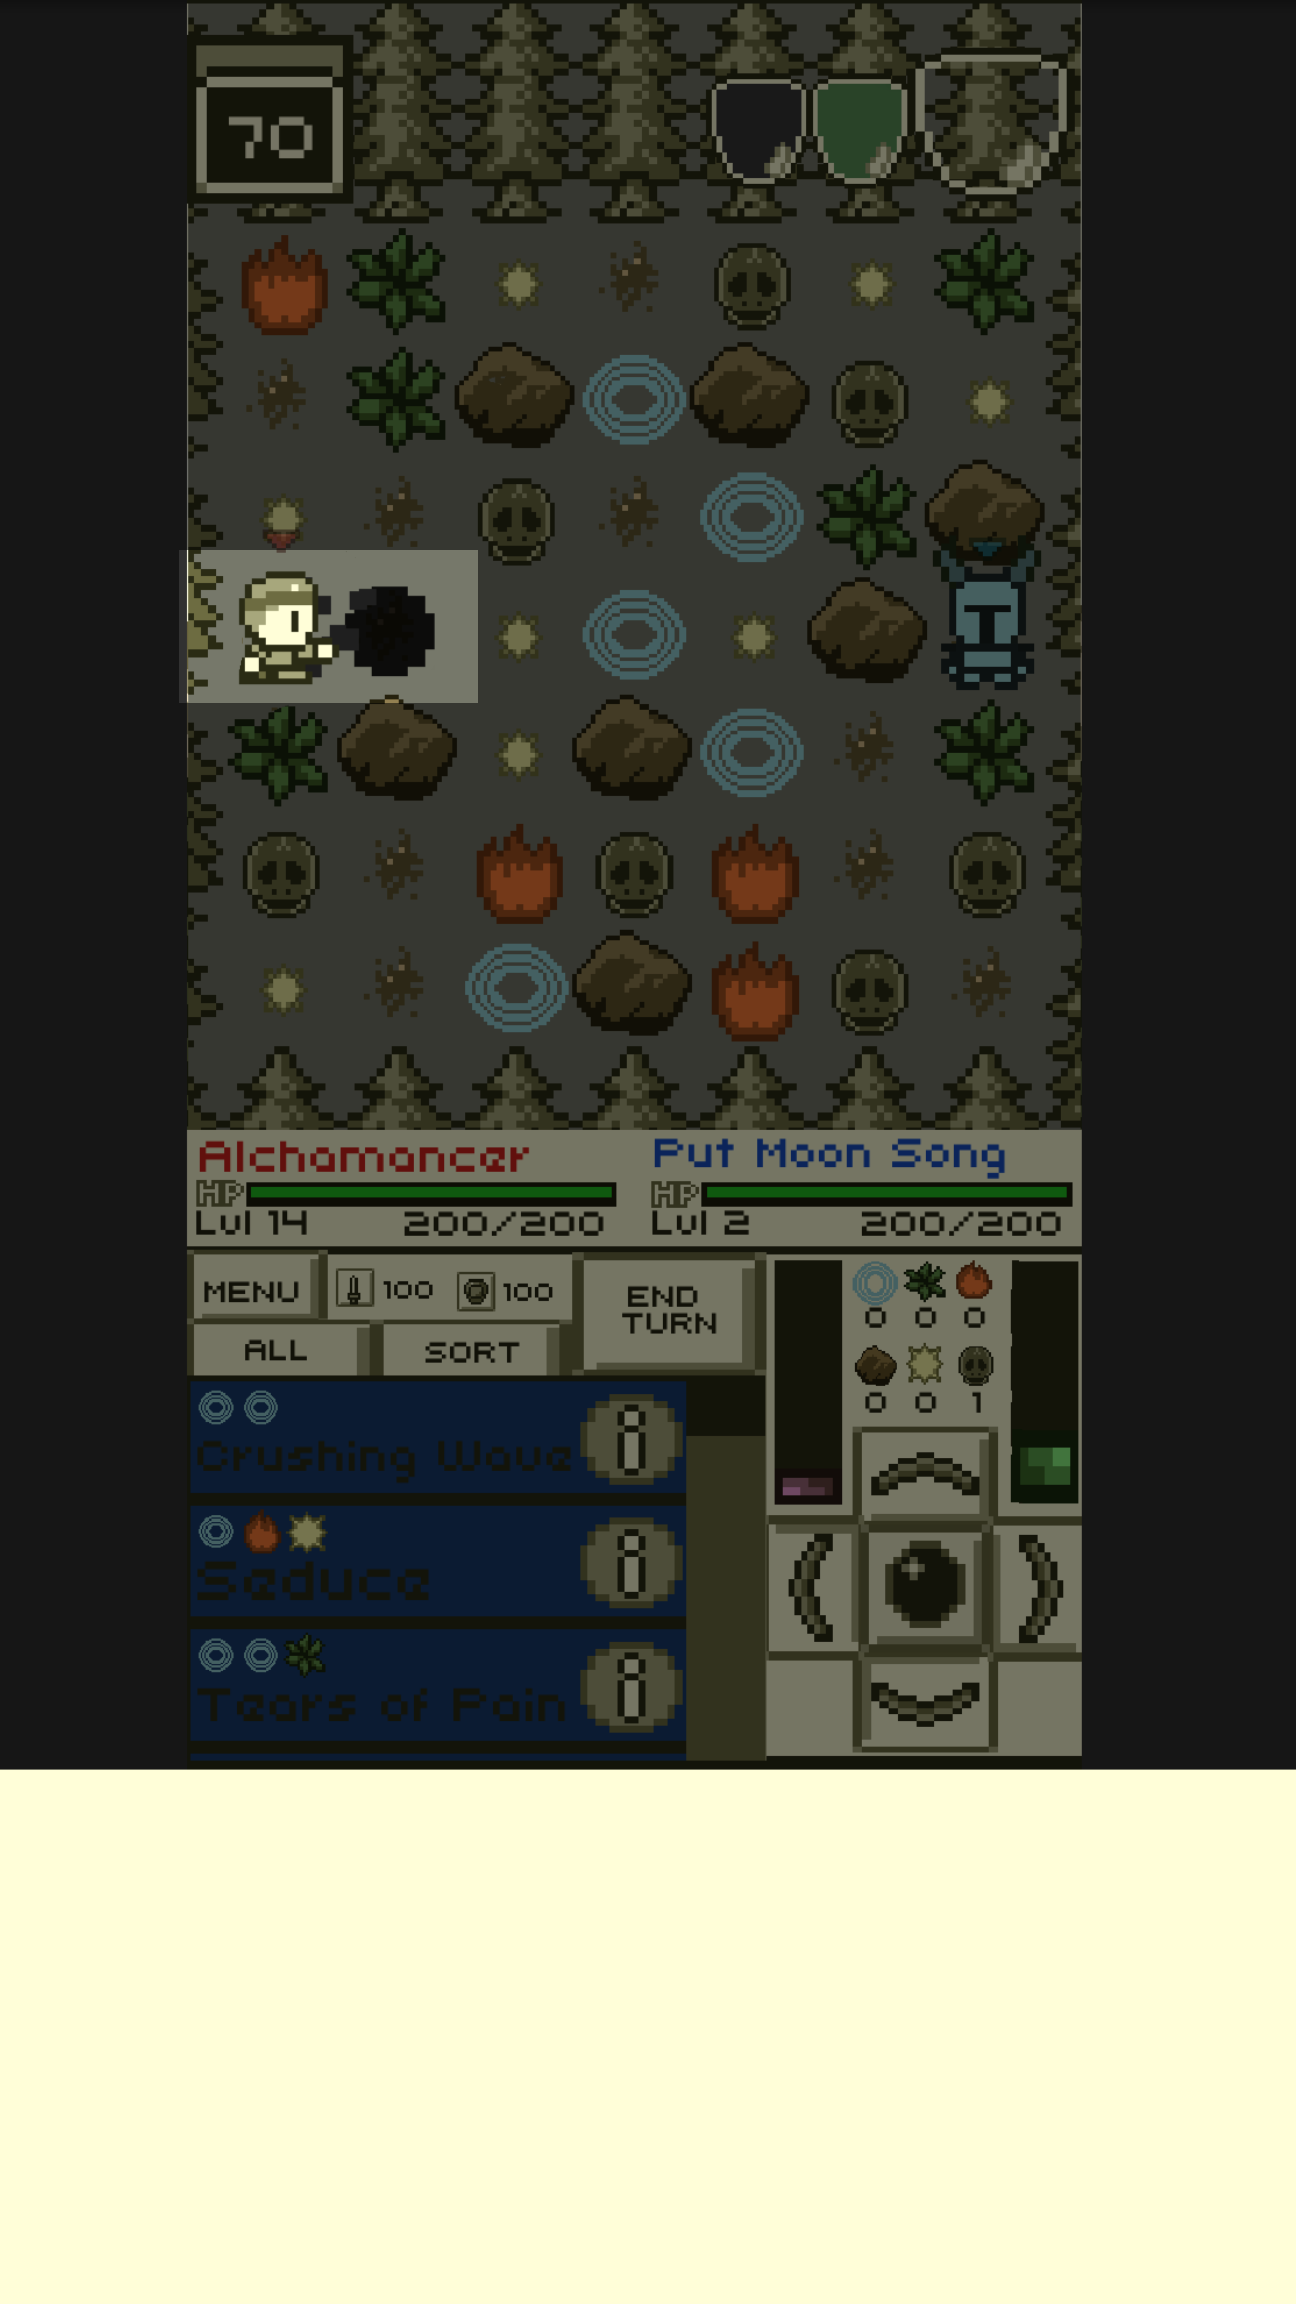 70
Alchamancer Put Moon Song
HP HP
Lvl 14 200/200 Lvl 2 200/200
MENU 100 100 END TURN
ALL SORT
0 0 0
0 0 1
Crushing Wave i
Seduce i
Tears of Pain i